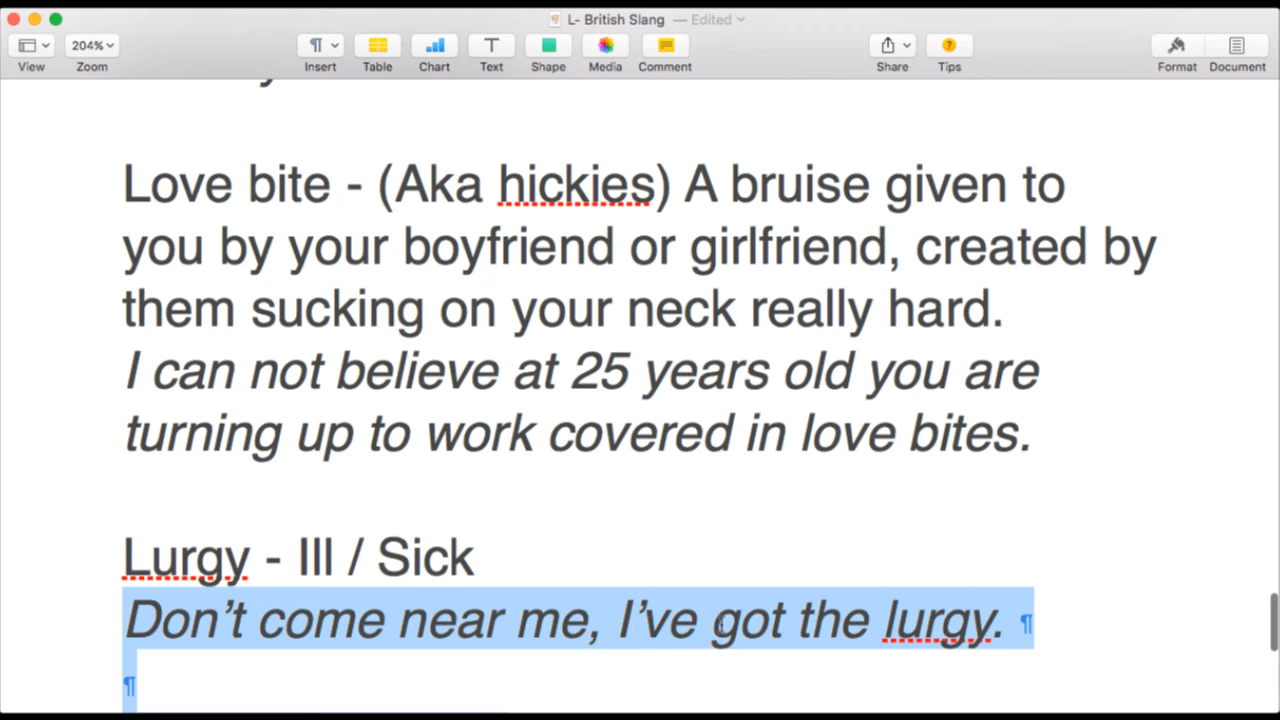 L- British Slang — Edited
204%
View Zoom Insert Table Chart Text Shape Media Comment Share Tips Format Document
Love bite - (Aka hickies) A bruise given to
you by your boyfriend or girlfriend, created by
them sucking on your neck really hard.
I can not believe at 25 years old you are
turning up to work covered in love bites.
Lurgy - Ill / Sick
Don’t come near me, I’ve got the lurgy. ¶
¶